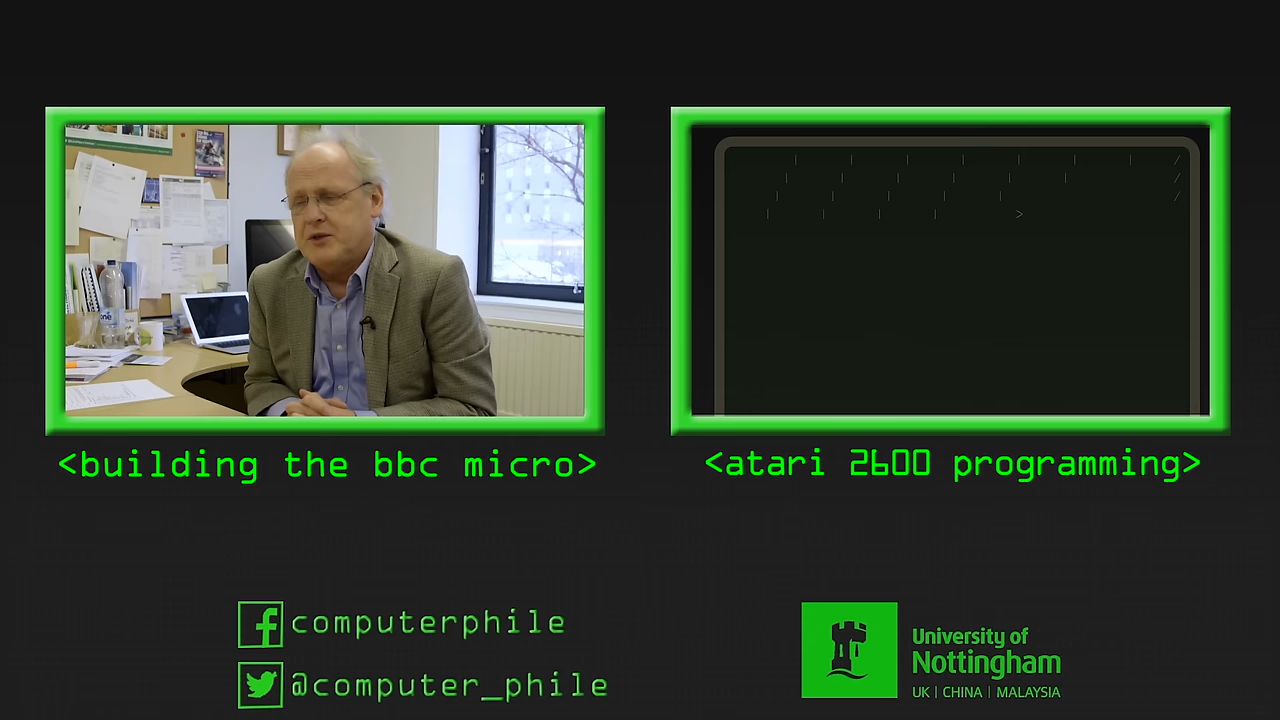 <building the bbc micro>
<atari 2600 programming>
computerphile
@computer_phile
University of
Nottingham
UK | CHINA | MALAYSIA